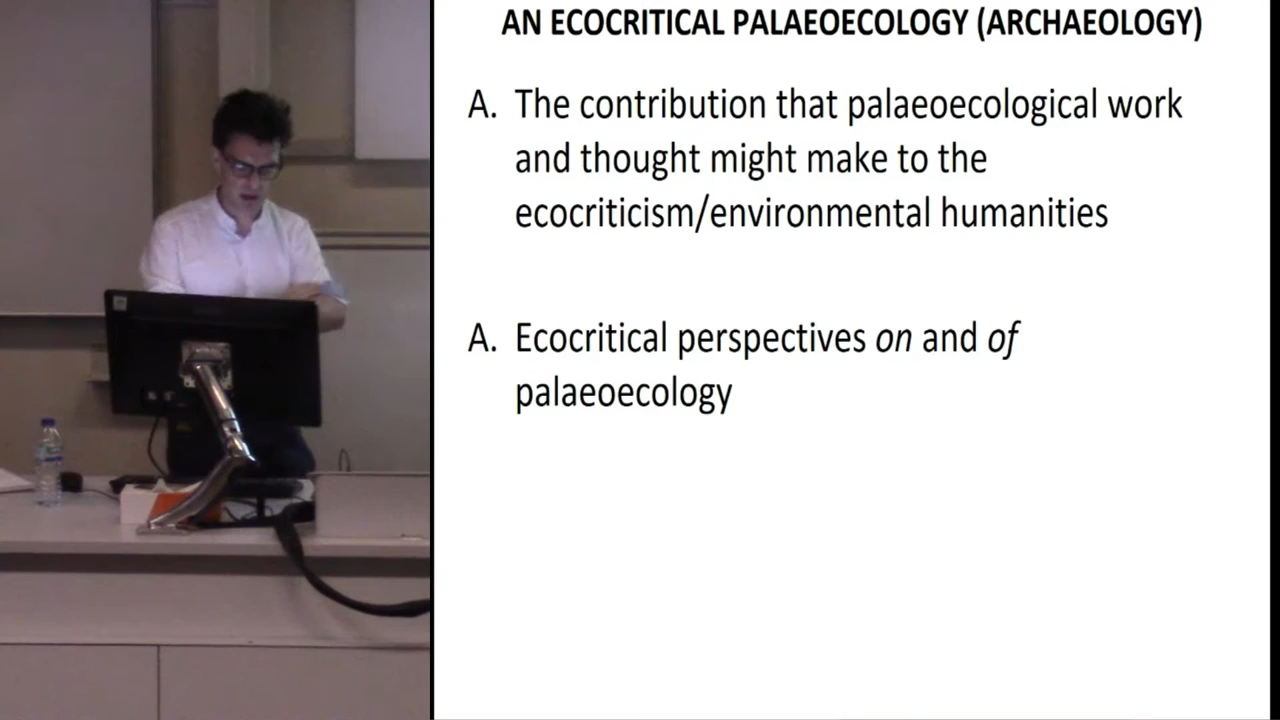 AN ECOCRITICAL PALAEOECOLOGY (ARCHAEOLOGY)
A. The contribution that palaeoecological work
and thought might make to the
ecocriticism/environmental humanities
A. Ecocritical perspectives on and of
palaeoecology